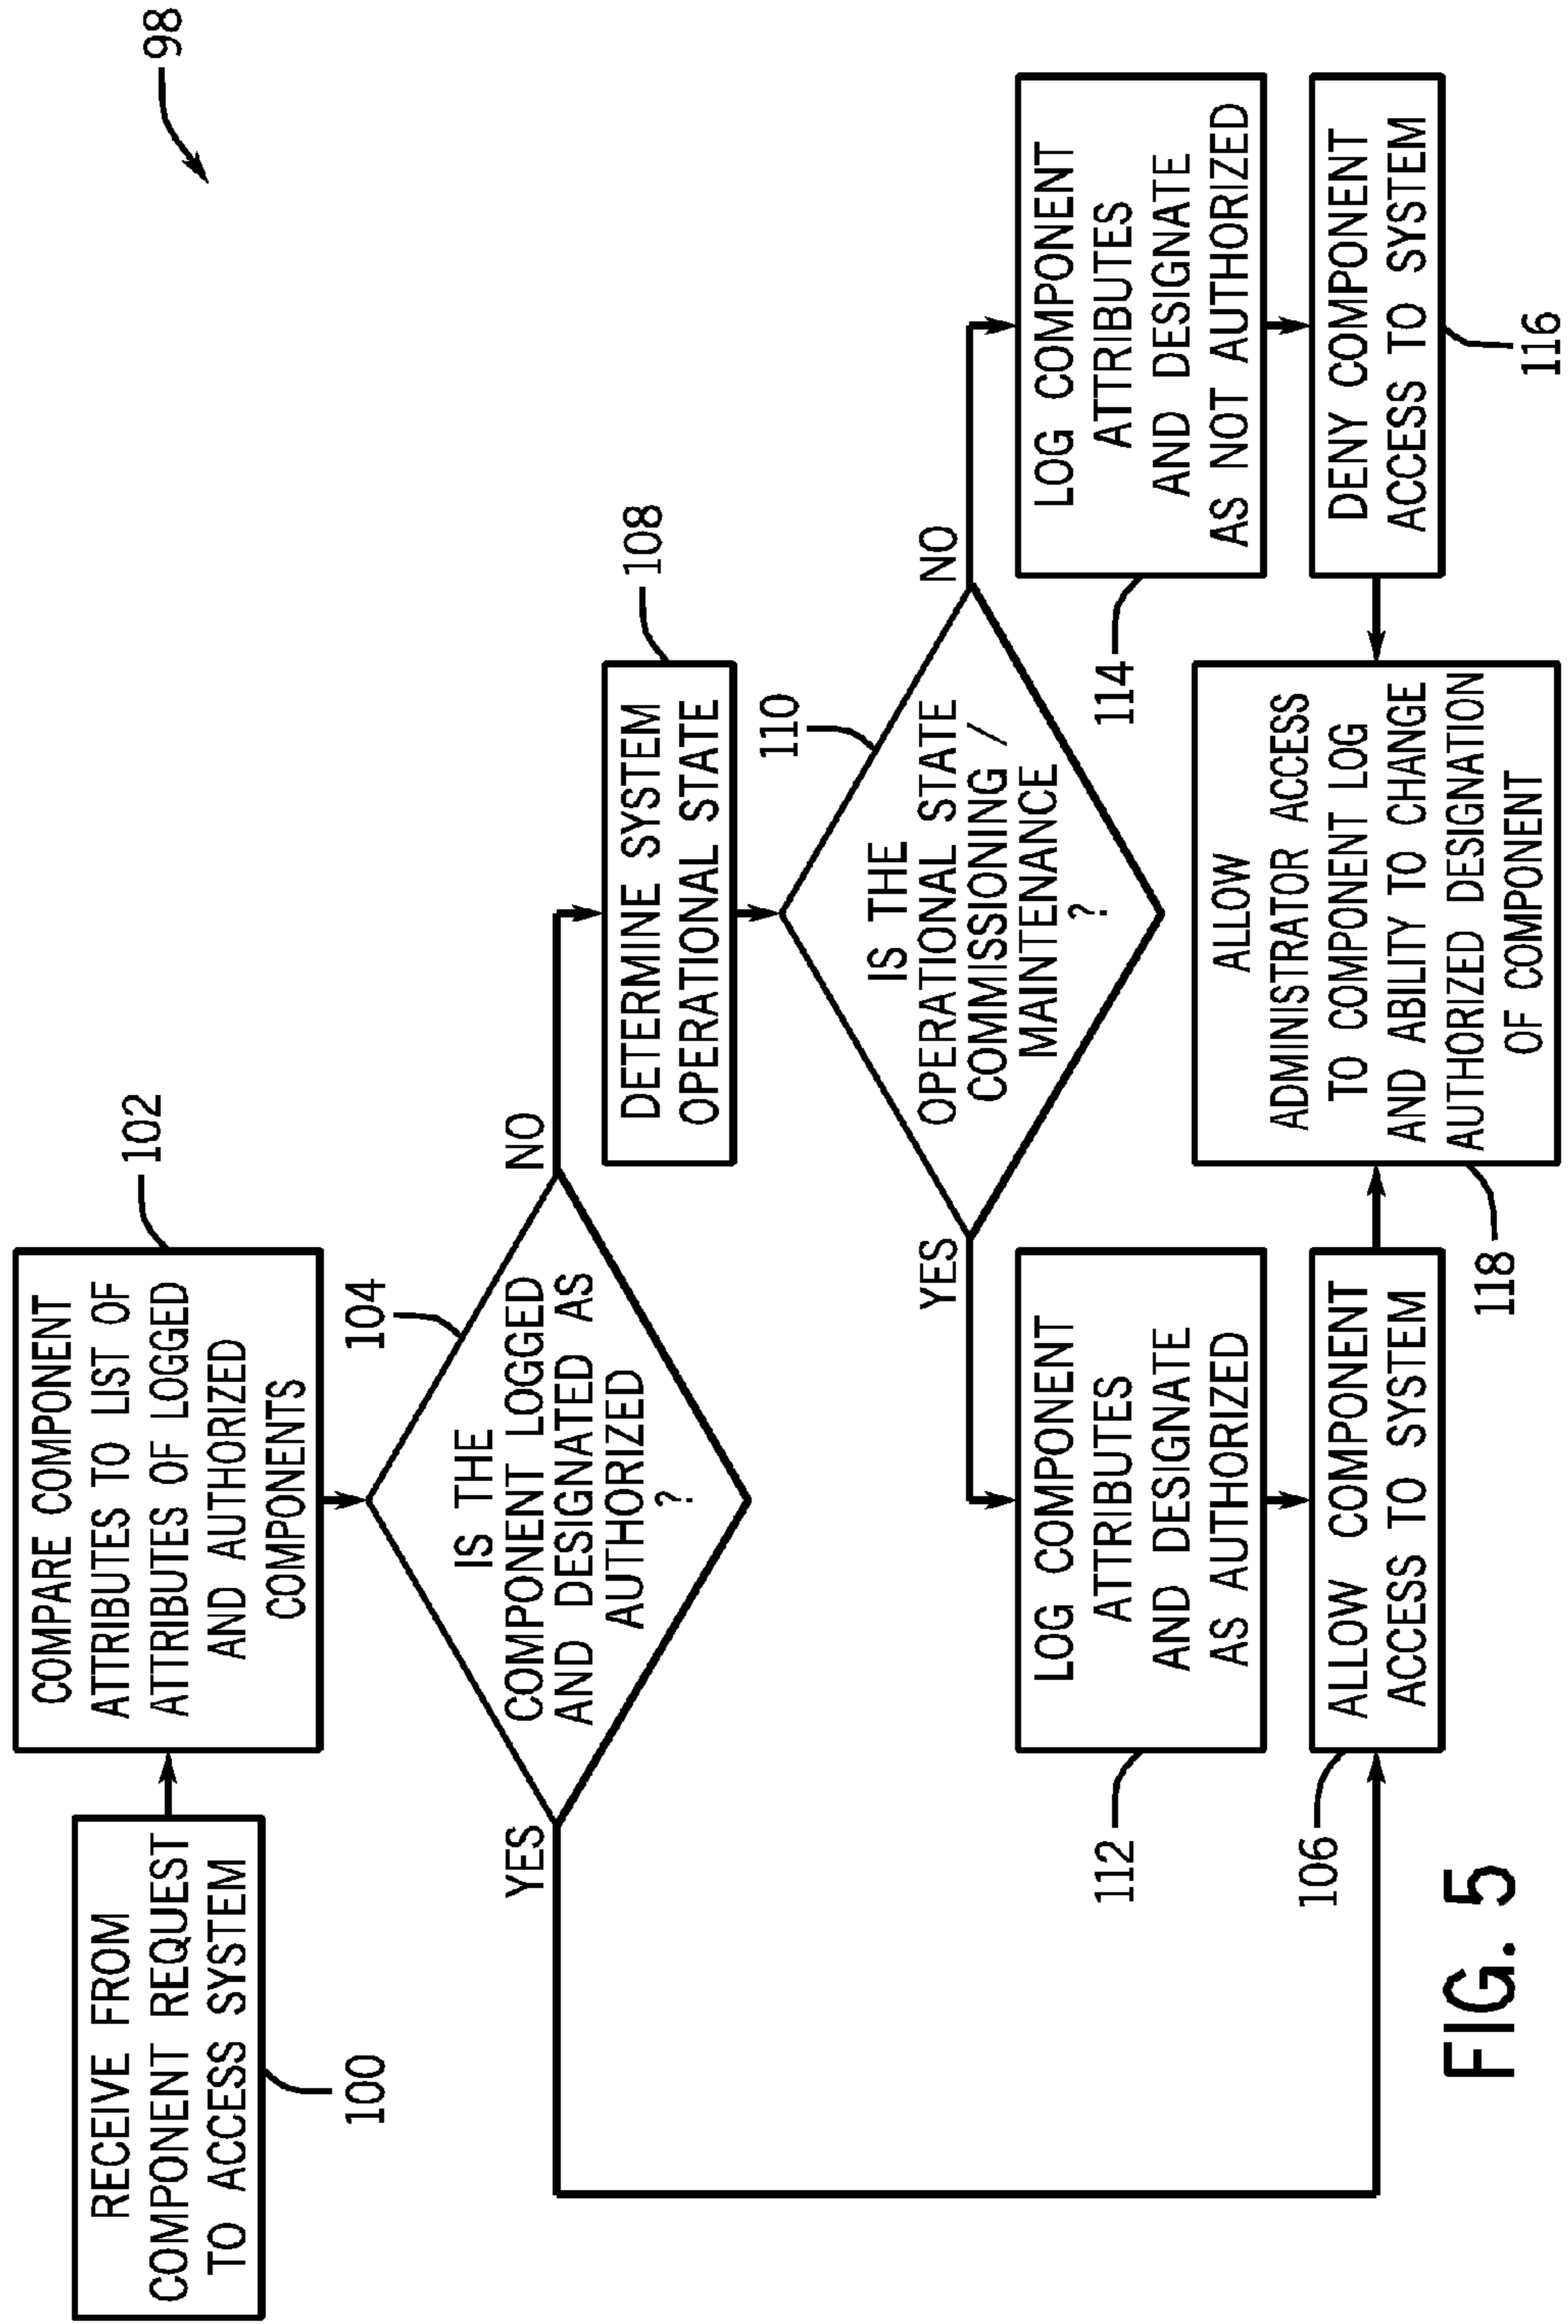 98
RECEIVE FROM
COMPONENT REQUEST
TO ACCESS SYSTEM
100
COMPARE COMPONENT
ATTRIBUTES TO LIST OF
ATTRIBUTES OF LOGGED
AND AUTHORIZED
COMPONENTS
102
IS THE
COMPONENT LOGGED
AND DESIGNATED AS
AUTHORIZED
?
104
YES
NO
DETERMINE SYSTEM
OPERATIONAL STATE
108
IS THE
OPERATIONAL STATE
COMMISSIONING /
MAINTENANCE
?
110
YES
NO
LOG COMPONENT
ATTRIBUTES
AND DESIGNATE
AS AUTHORIZED
112
LOG COMPONENT
ATTRIBUTES
AND DESIGNATE
AS NOT AUTHORIZED
114
ALLOW COMPONENT
ACCESS TO SYSTEM
106
ALLOW
ADMINISTRATOR ACCESS
TO COMPONENT LOG
AND ABILITY TO CHANGE
AUTHORIZED DESIGNATION
OF COMPONENT
118
DENY COMPONENT
ACCESS TO SYSTEM
116
FIG. 5